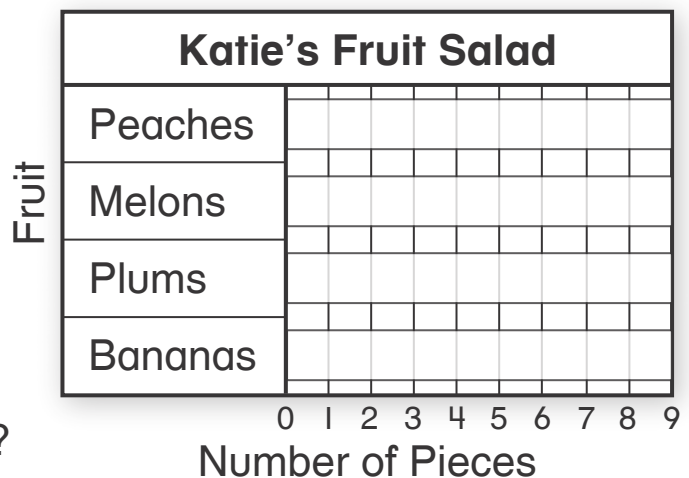 Katie’s Fruit Salad
Fruit
Peaches
Melons
Plums
Bananas
0 1 2 3 4 5 6 7 8 9
?
Number of Pieces